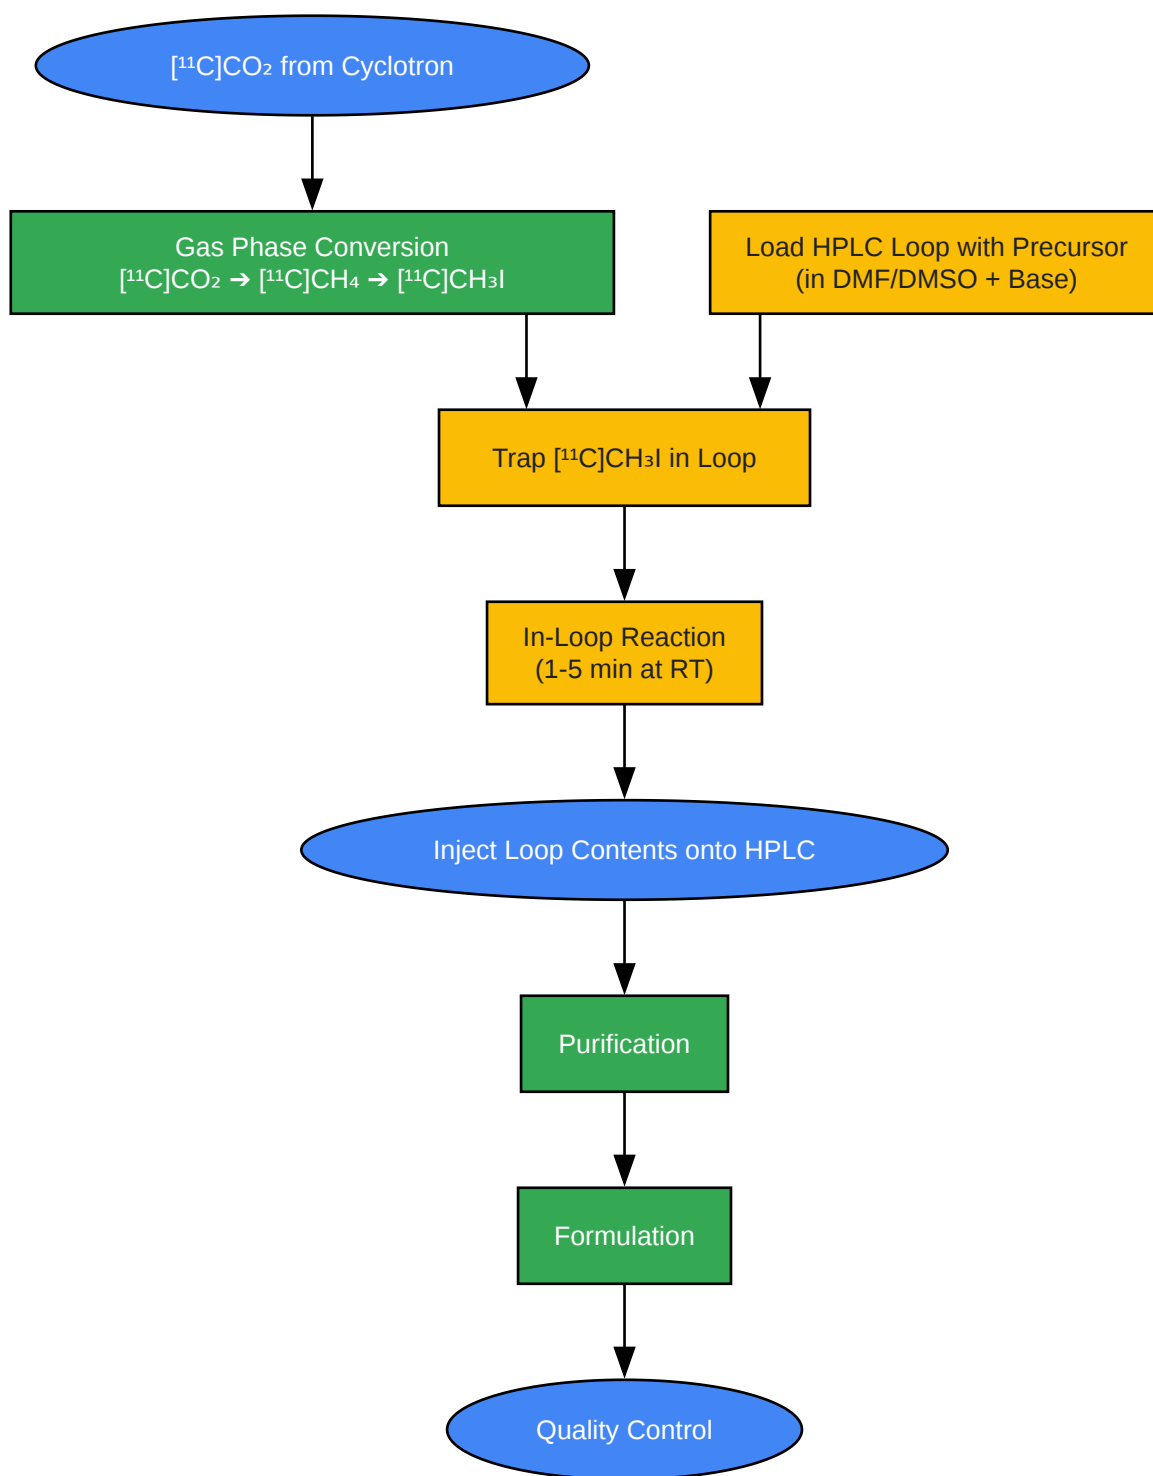 [¹¹C]CO₂ from Cyclotron
Gas Phase Conversion
[¹¹C]CO₂ ➔ [¹¹C]CH₄ ➔ [¹¹C]CH₃I
Load HPLC Loop with Precursor
(in DMF/DMSO + Base)
Trap [¹¹C]CH₃I in Loop
In-Loop Reaction
(1-5 min at RT)
Inject Loop Contents onto HPLC
Purification
Formulation
Quality Control